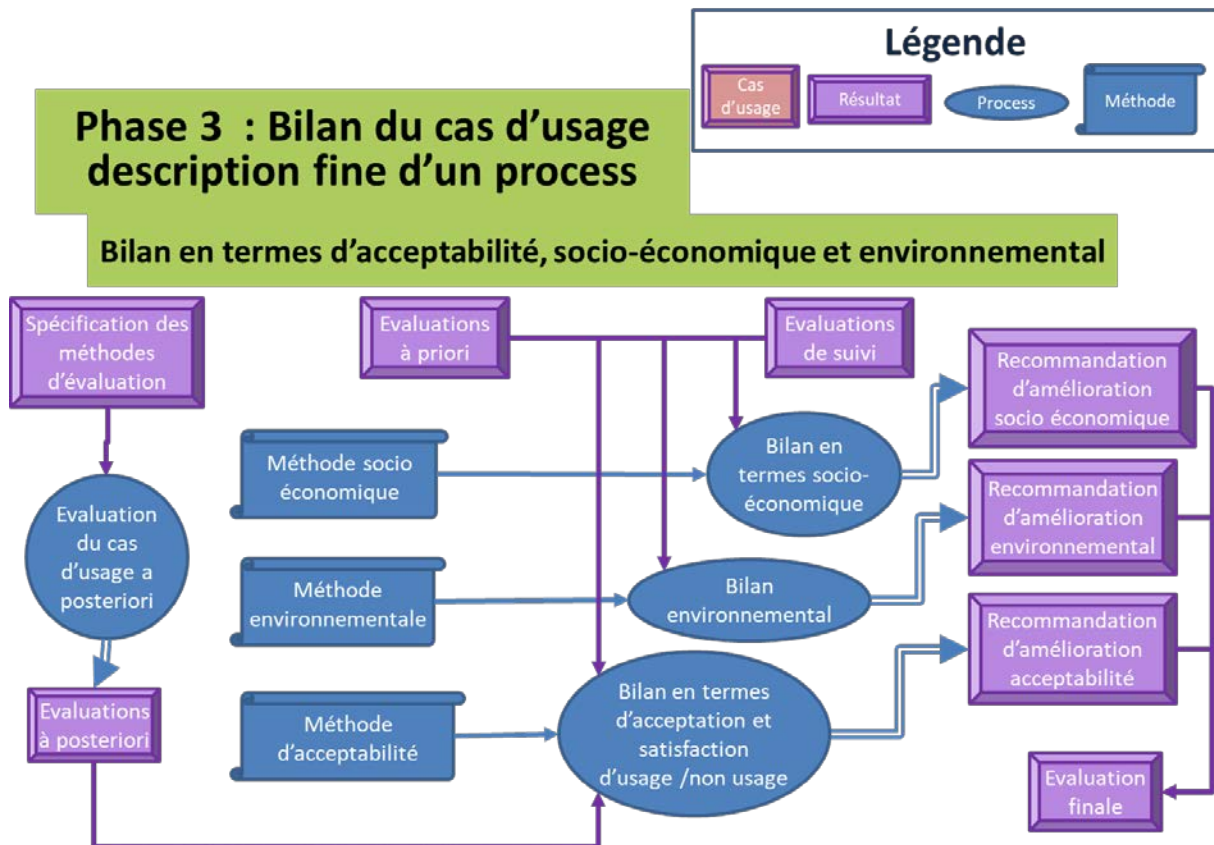 Légende
Cas
d'usage
Résultat
Process
Méthode
Phase 3 : Bilan du cas d'usage
description fine d'un process
Bilan en termes d'acceptabilité, socio-économique et environnemental
Spécification des
méthodes
d'évaluation
Evaluations
à priori
Evaluations
de suivi
Recommandation
d'amélioration
socio économique
Méthode socio
économique
Bilan en
termes socio-
économique
Evaluation
du cas
d'usage a
posteriori
Recommandation
d'amélioration
environnemental
Méthode
environnementale
Bilan
environnemental
Recommandation
d'amélioration
acceptabilité
Evaluations
à posteriori
Méthode
d'acceptabilité
Bilan en termes
d'acceptation et
satisfaction
d'usage /non usage
Evaluation
finale